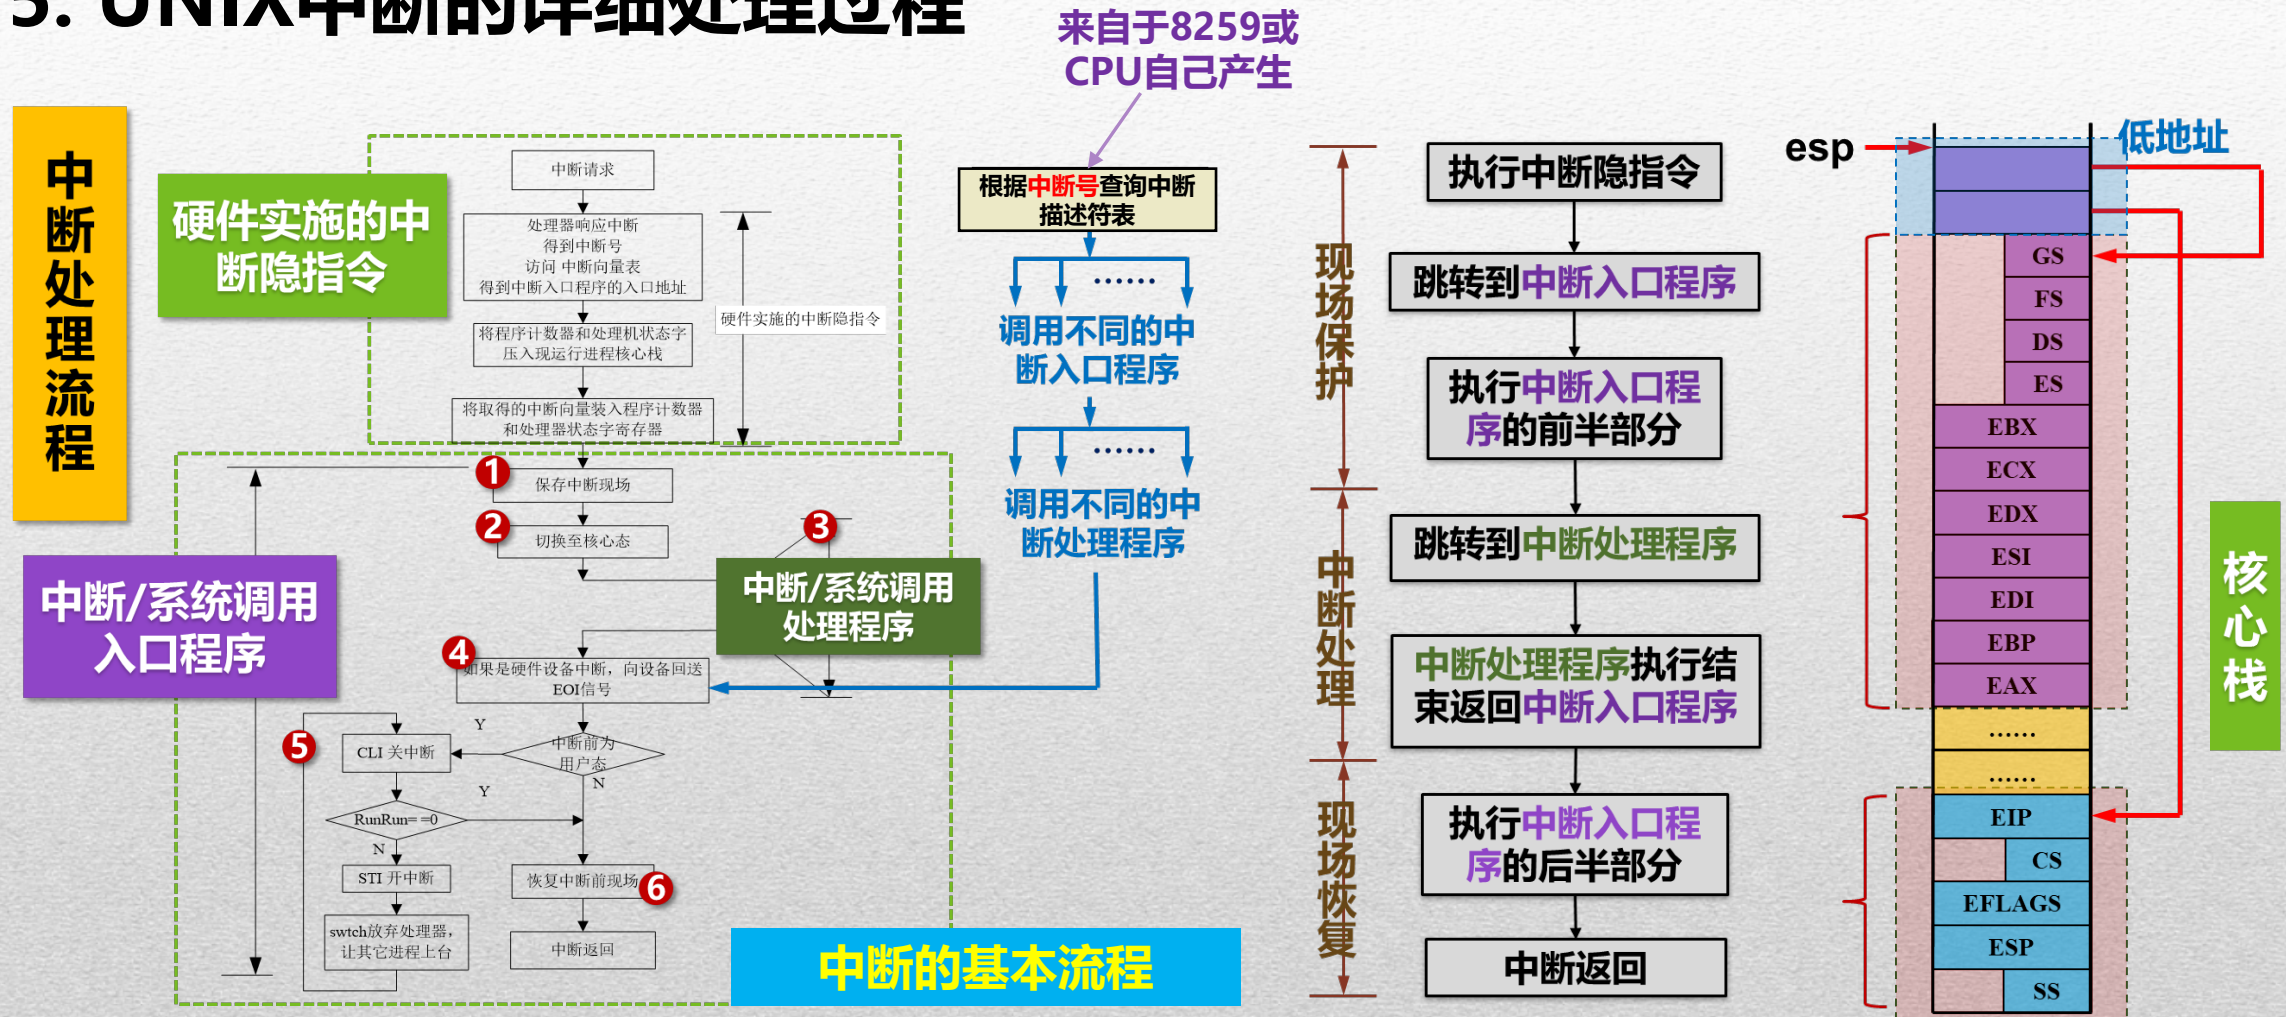 5. UNIX中断的详细处理过程
来自于8259或
CPU自己产生
中断处理流程
硬件实施的中
断隐指令
中断请求
处理器响应中断
得到中断号
访问 中断向量表
得到中断入口程序的入口地址
将程序计数器和处理机状态字
压入现运行进程核心栈
将取得的中断向量装入程序计数器
和处理器状态字寄存器
硬件实施的中断隐指令
中断/系统调用
入口程序
1
保存中断现场
2
切换至核心态
3
中断/系统调用
处理程序
4
如果是硬件设备中断，向设备回送
EOI信号
中断前为
用户态
Y
N
5
CLI 关中断
Y
RunRun= =0
N
STI 开中断
swtch放弃处理器，
让其它进程上台
恢复中断前现场
6
中断返回
中断的基本流程
根据中断号查询中断
描述符表
……
调用不同的中
断入口程序
……
调用不同的中
断处理程序
现场保护
中断处理
现场恢复
执行中断隐指令
跳转到中断入口程序
执行中断入口程
序的前半部分
跳转到中断处理程序
中断处理程序执行结
束返回中断入口程序
执行中断入口程
序的后半部分
中断返回
esp
低地址
GS
FS
DS
ES
EBX
ECX
EDX
ESI
EDI
EBP
EAX
……
……
EIP
CS
EFLAGS
ESP
SS
核心栈